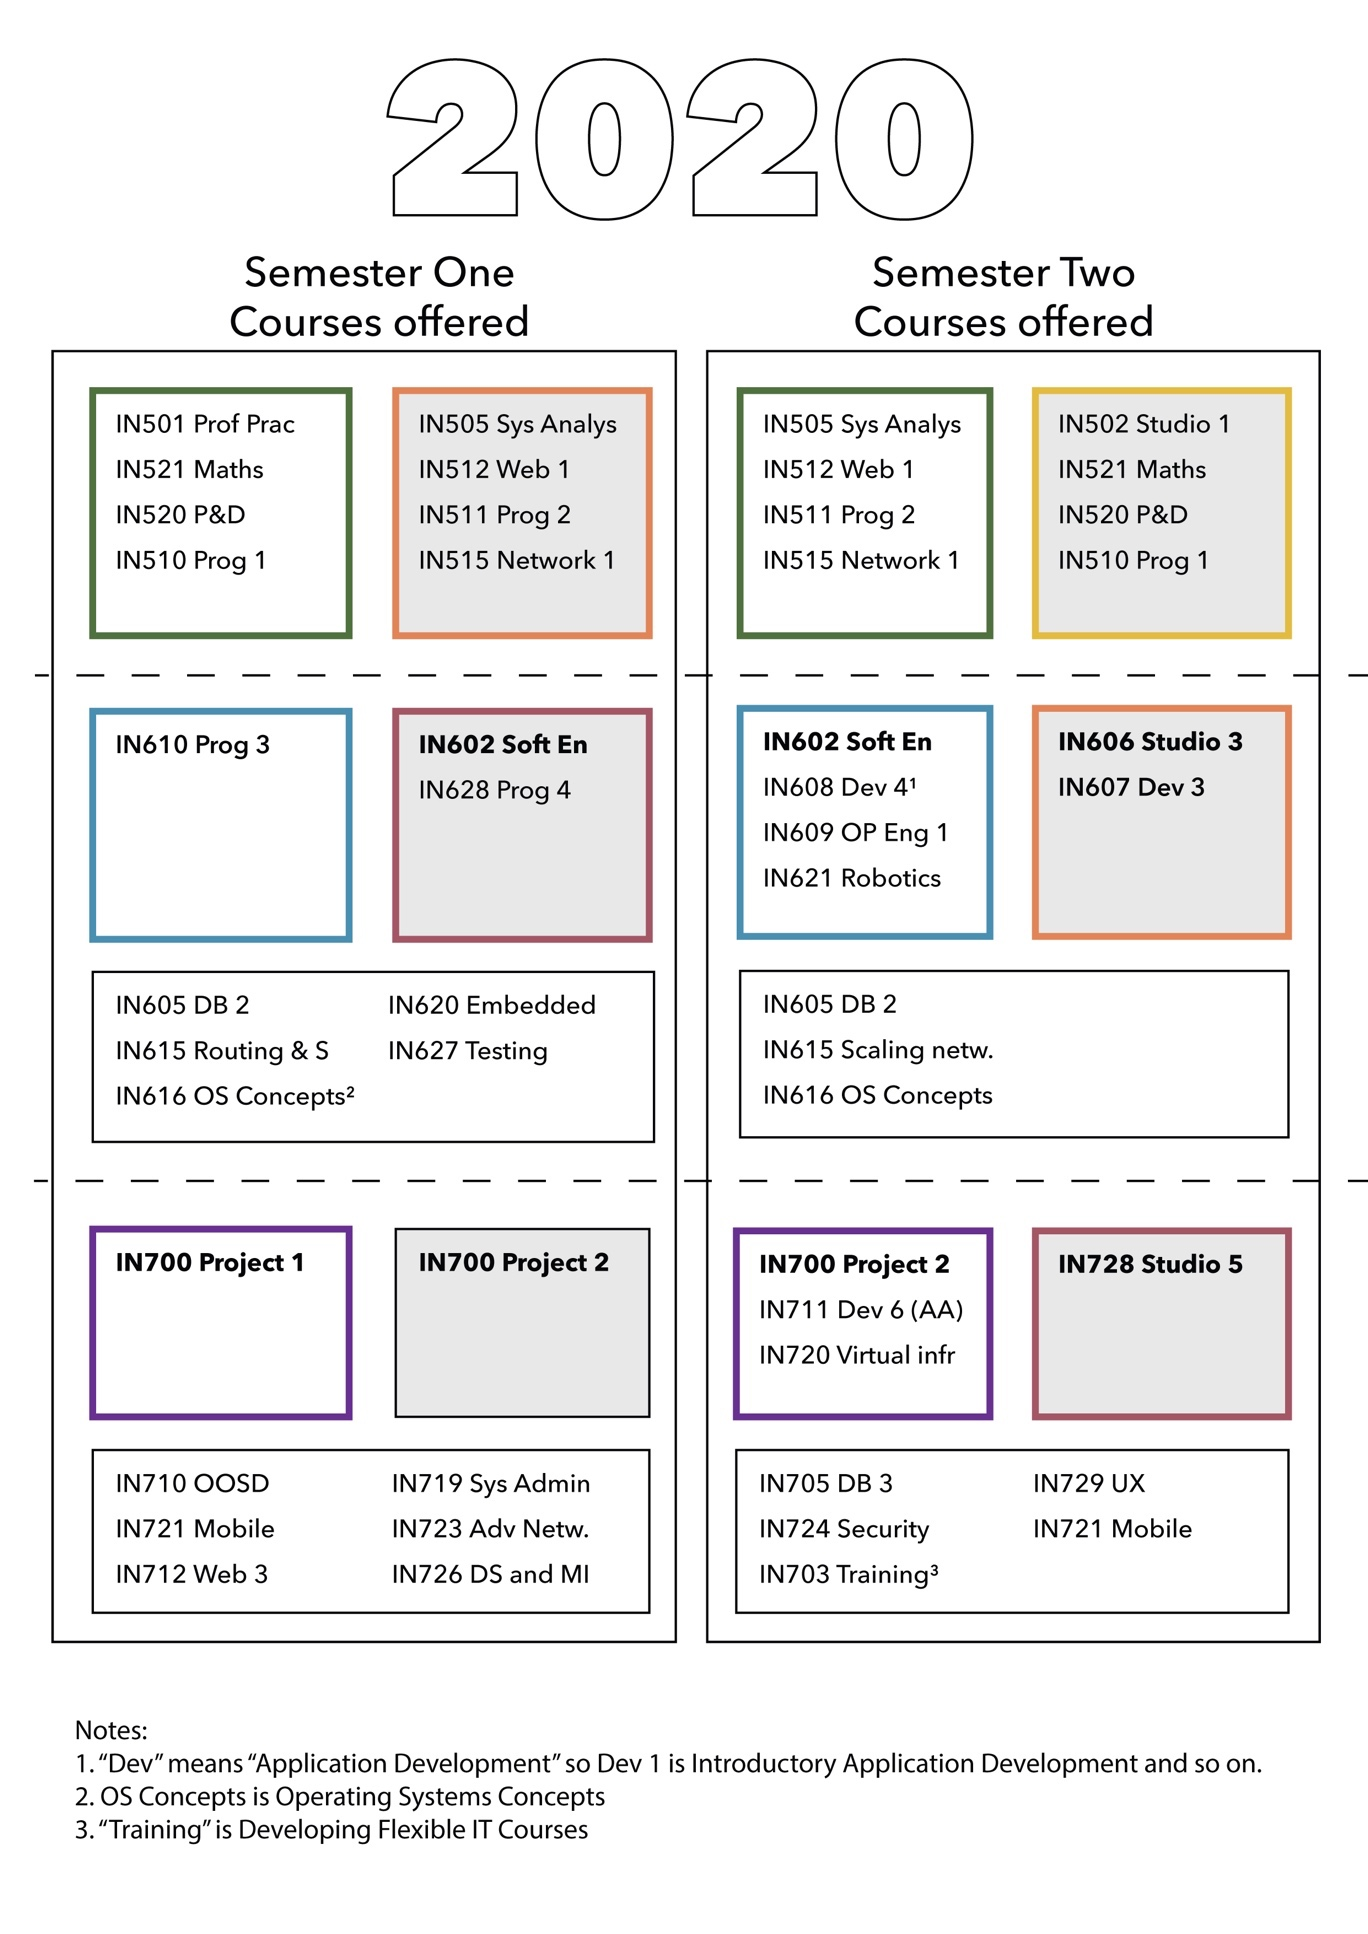 2020
Semester One
Courses offered
IN501 Prof Prac
IN521 Maths
IN520 P&D
IN510 Prog 1
IN505 Sys Analys
IN512 Web 1
IN511 Prog 2
IN515 Network 1
IN610 Prog 3
IN602 Soft En
IN628 Prog 4
IN605 DB 2
IN615 Routing & S
IN616 OS Concepts²
IN620 Embedded
IN627 Testing
IN700 Project 1
IN700 Project 2
IN710 OOSD
IN721 Mobile
IN712 Web 3
IN719 Sys Admin
IN723 Adv Netw.
IN726 DS and MI
Semester Two
Courses offered
IN505 Sys Analys
IN512 Web 1
IN511 Prog 2
IN515 Network 1
IN502 Studio 1
IN521 Maths
IN520 P&D
IN510 Prog 1
IN602 Soft En
IN608 Dev 4¹
IN609 OP Eng 1
IN621 Robotics
IN606 Studio 3
IN607 Dev 3
IN605 DB 2
IN615 Scaling netw.
IN616 OS Concepts
IN700 Project 2
IN711 Dev 6 (AA)
IN720 Virtual infr
IN728 Studio 5
IN705 DB 3
IN724 Security
IN703 Training³
IN729 UX
IN721 Mobile
Notes:
1. “Dev” means “Application Development” so Dev 1 is Introductory Application Development and so on.
2. OS Concepts is Operating Systems Concepts
3. “Training” is Developing Flexible IT Courses